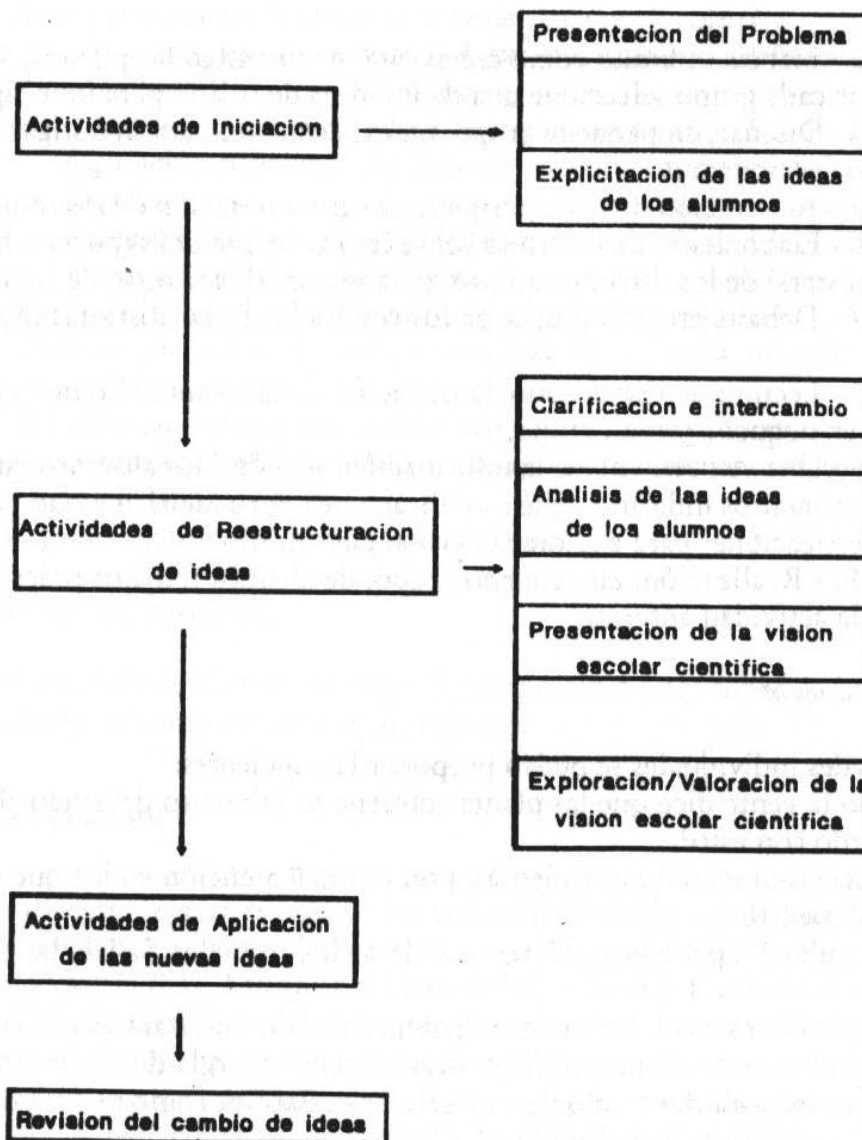 Presentacion del Problema
Actividades de Iniciacion
Explicitacion de las ideas
de los alumnos
Clarificacion e intercambio
Analisis de las ideas
de los alumnos
Actividades de Reestructuracion
de ideas
Presentacion de la vision
escolar cientifica
Exploracion/Valoracion de la
vision escolar cientifica
Actividades de Aplicacion
de las nuevas ideas
Revision del cambio de ideas